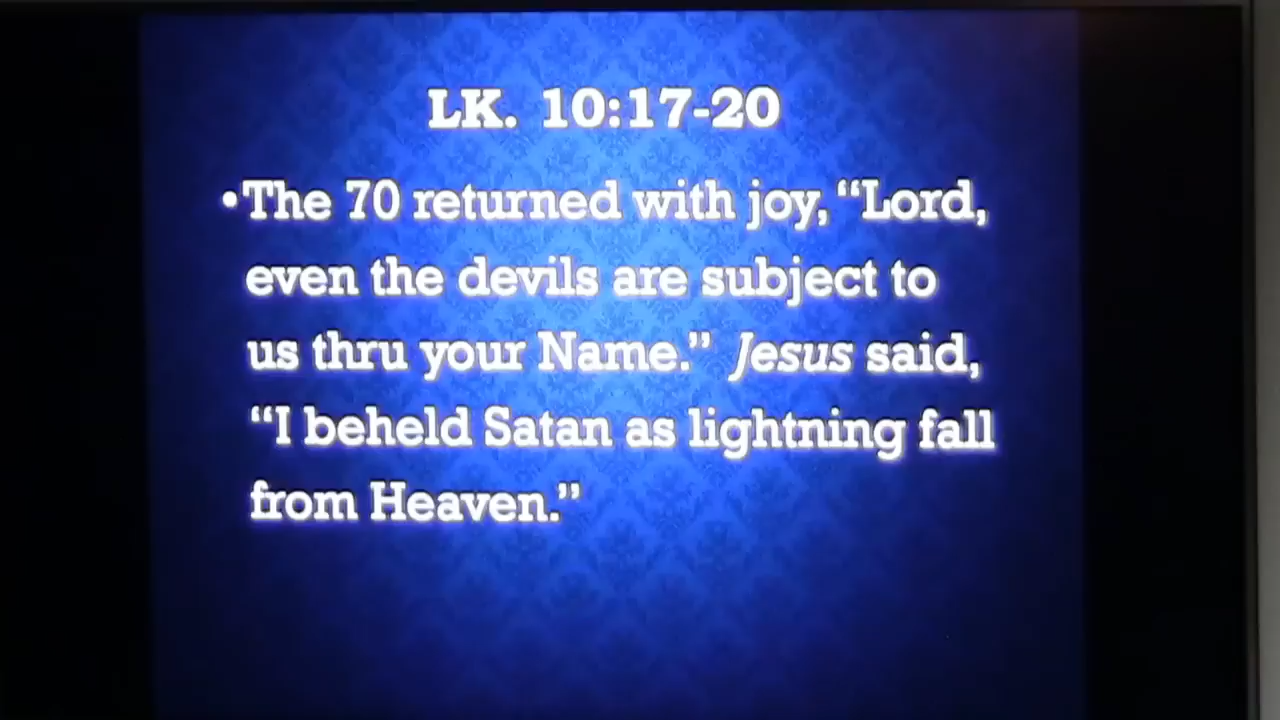 LK. 10:17-20
•The 70 returned with joy, “Lord,
even the devils are subject to
us thru your Name.” Jesus said,
“I beheld Satan as lightning fall
from Heaven.”